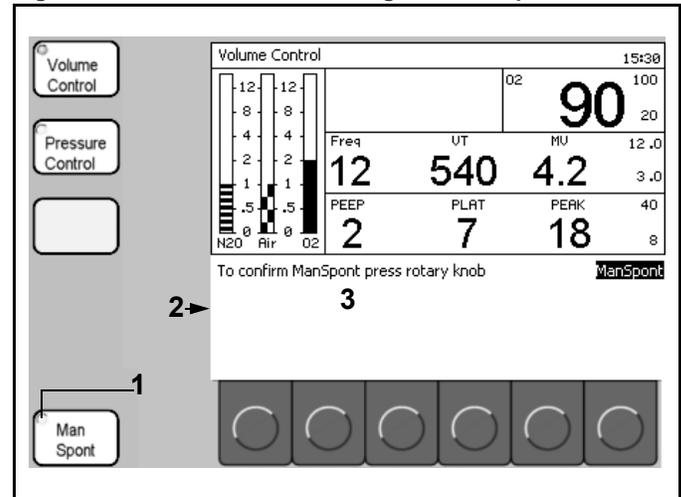 Volume
Control
Pressure
Control
Man
Spont
1
2
Volume Control 15:30
12 12
8 8
4 4
2 2
1 1
.5 .5
0 0
N2O Air O2
O2 90 100
20
Freq VT MV 12.0
12 540 4.2 3.0
PEEP PLAT PEAK 40
2 7 18 8
To confirm ManSpont press rotary knob ManSpont
3